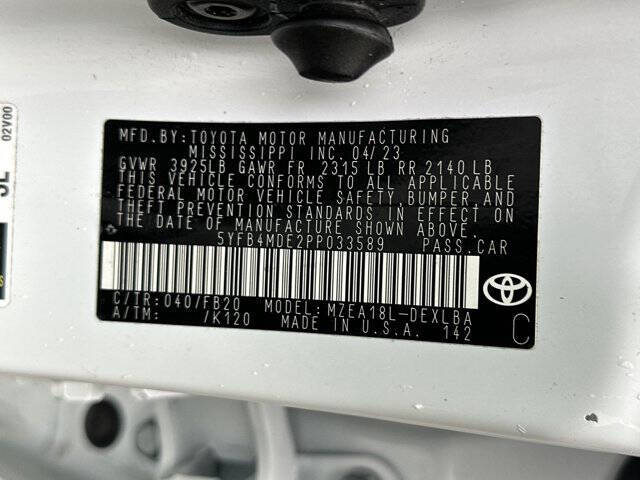 MFD.BY:TOYOTA MOTOR MANUFACTURING
MISSISSIPPI INC. 04/23
GVWR 3925LB GAWR FR 2315 LB RR 2140 LB
THIS VEHICLE CONFORMS TO ALL APPLICABLE
FEDERAL MOTOR VEHICLE SAFETY, BUMPER, AND
THEFT PREVENTION STANDARDS IN EFFECT ON
THE DATE OF MANUFACTURE SHOWN ABOVE.
5YFB4MDE2PP033589 PASS.CAR
C/TR: 040/FB20 MODEL: MZEA18L-DEXLBA
A/TM: /K120 MADE IN U.S.A. 142
C
02V00